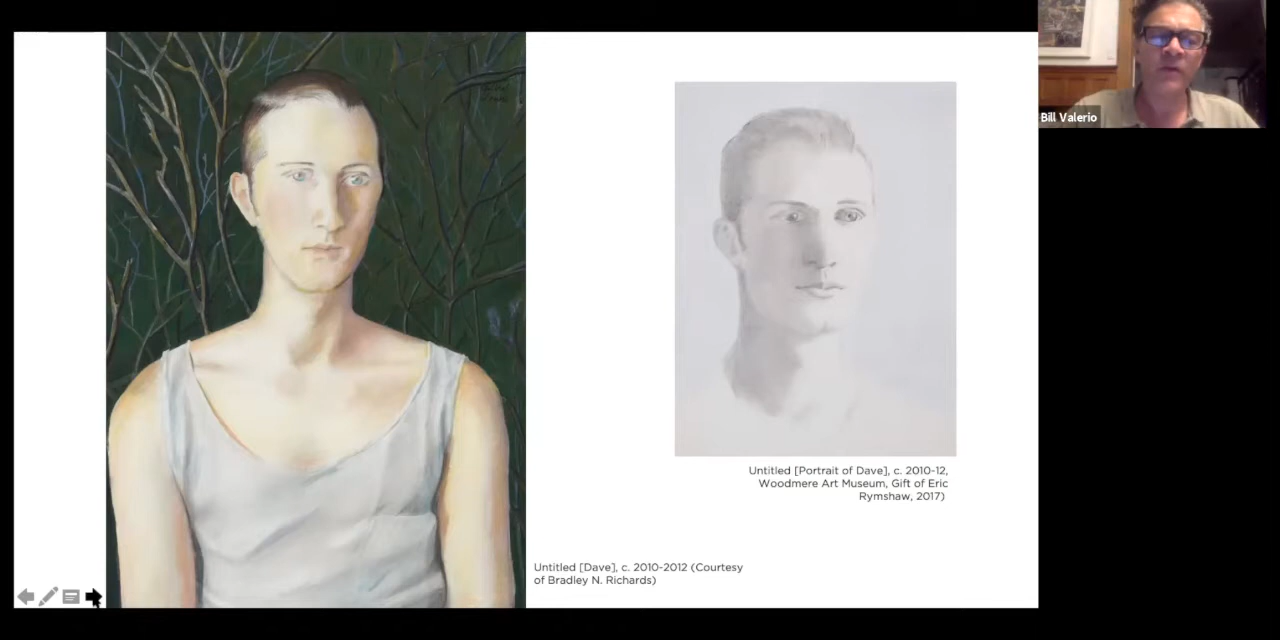 Bill Valerio
Untitled [Portrait of Dave], c. 2010-12,
Woodmere Art Museum, Gift of Eric
Rymshaw, 2017)
Untitled [Dave], c. 2010-2012 (Courtesy
of Bradley N. Richards)